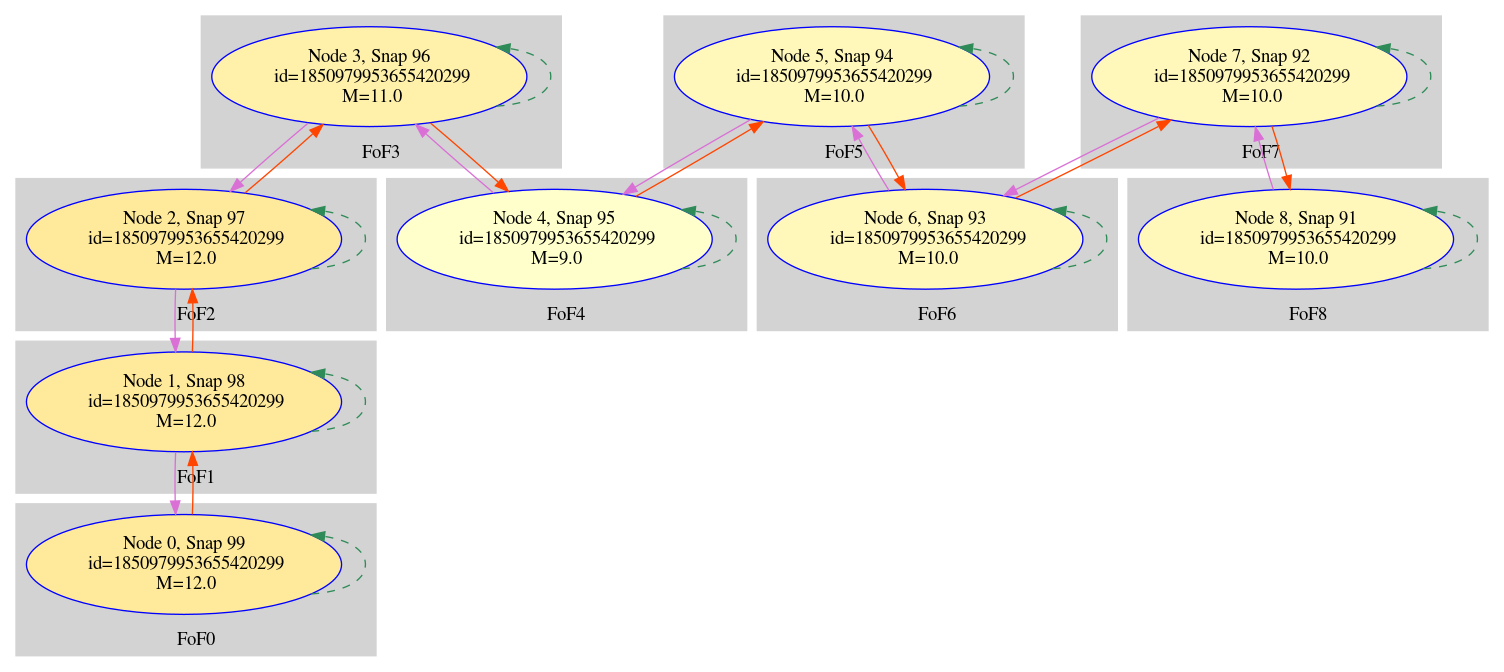 Node 3, Snap 96
id=1850979953655420299
M=11.0
FoF3
Node 5, Snap 94
id=1850979953655420299
M=10.0
FoF5
Node 7, Snap 92
id=1850979953655420299
M=10.0
FoF7
Node 2, Snap 97
id=1850979953655420299
M=12.0
FoF2
Node 4, Snap 95
id=1850979953655420299
M=9.0
FoF4
Node 6, Snap 93
id=1850979953655420299
M=10.0
FoF6
Node 8, Snap 91
id=1850979953655420299
M=10.0
FoF8
Node 1, Snap 98
id=1850979953655420299
M=12.0
FoF1
Node 0, Snap 99
id=1850979953655420299
M=12.0
FoF0